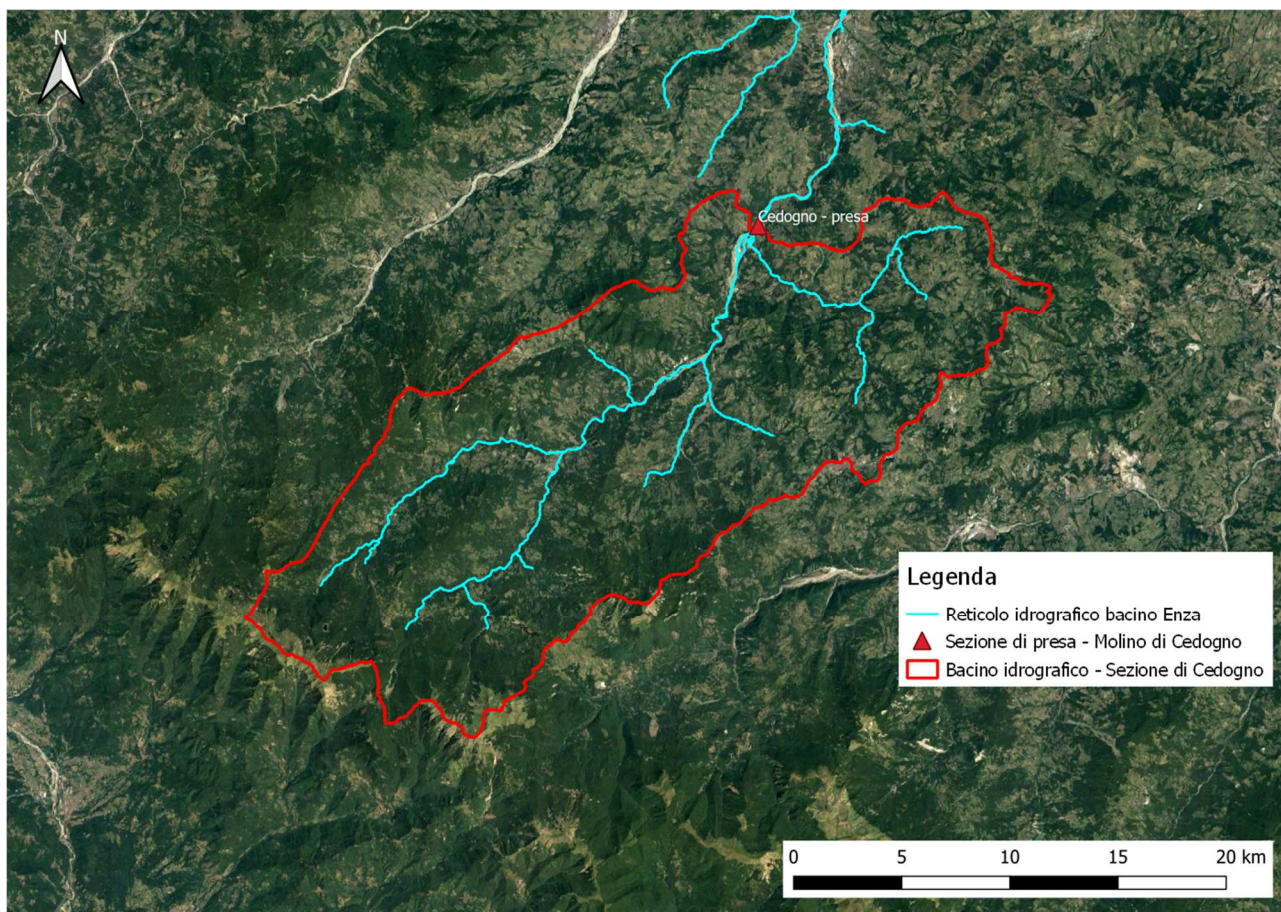 N
Cedogno - presa
Legenda
Reticolo idrografico bacino Enza
Sezione di presa - Molino di Cedogno
Bacino idrografico - Sezione di Cedogno
0 5 10 15 20 km